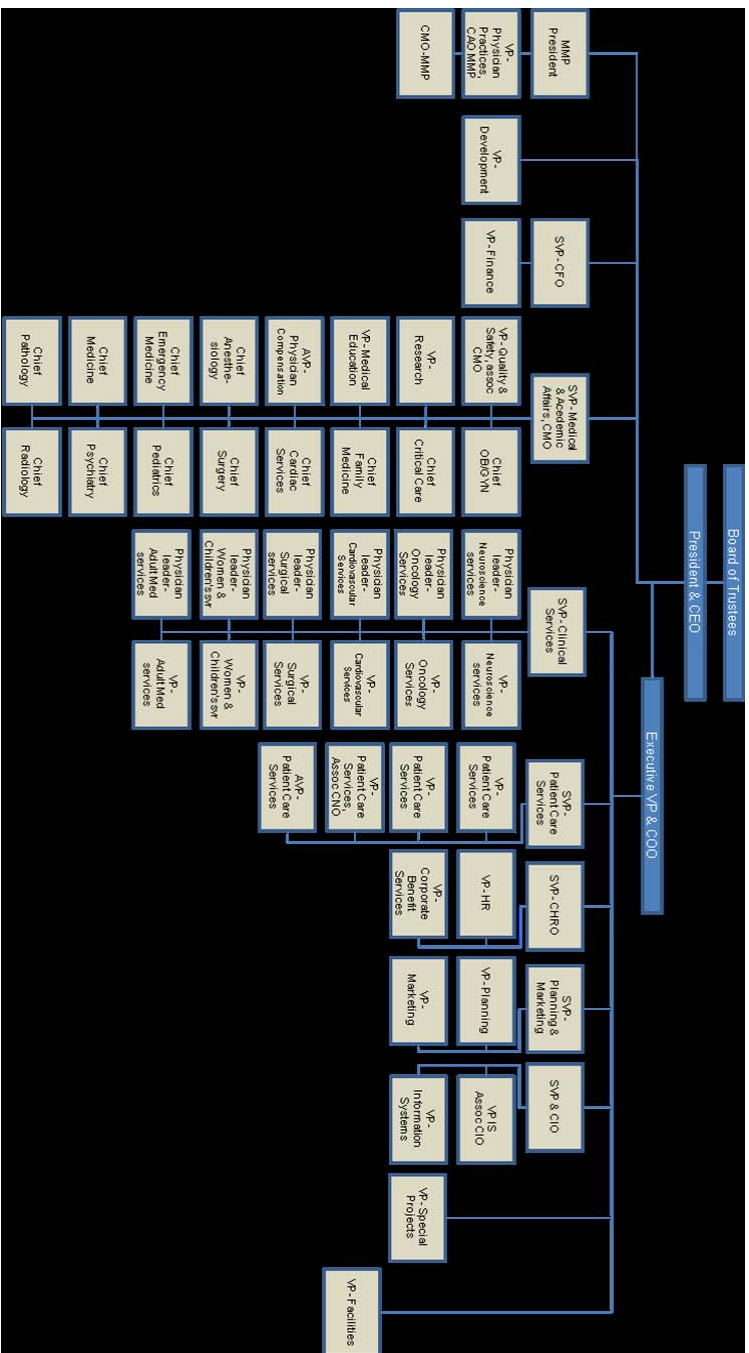 Board of Trustees
President & CEO
Executive VP & COO
MMP
President
VP-
Physician
Practices,
CAO MMP
CMO-MMP
VP-
Development
SVP- CFO
VP- Finance
SVP- Medical
& Acedemic
Affairs, CMO
VP- Quality &
Safety, assoc
CMO
Chief
OB/GYN
VP-
Research
Chief
Critical Care
VP- Medical
Education
Chief
Family
Medicine
AVP-
Physician
Compensation
Chief
Cardiac
Services
Chief
Anesthe-
siology
Chief
Surgery
Chief
Emergency
Medicine
Chief
Pediatrics
Chief
Medicine
Chief
Psychiatry
Chief
Pathology
Chief
Radiology
SVP- Clinical
Services
Physician
leader-
Neuroscience
services
VP-
Neuroscience
services
Physician
leader-
Oncology
Services
VP-
Oncology
Services
Physician
leader-
Cardiovascular
Services
VP-
Cardiovascular
Services
Physician
leader-
Surgical
services
VP-
Surgical
Services
Physician
leader-
Women &
Children's svr
VP-
Women &
Children's svr
Physician
leader-
Adult Med
services
VP-
Adult Med
services
SVP-
Patient Care
Services
VP-
Patient Care
Services
VP-
Patient Care
Services
VP-
Patient Care
Services,
Assoc CNO
AVP-
Patient Care
Services
SVP- CHRO
VP- HR
VP-
Corporate
Benefit
Services
SVP-
Planning &
Marketing
VP- Planning
VP-
Marketing
SVP & CIO
VP IS
Assoc CIO
VP-
Information
Systems
VP- Special
Projects
VP- Facilities